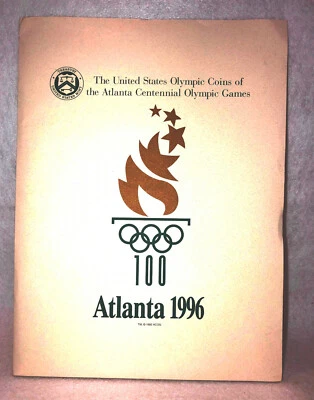 The United States Olympic Coins of
the Atlanta Centennial Olympic Games
100
Atlanta 1996